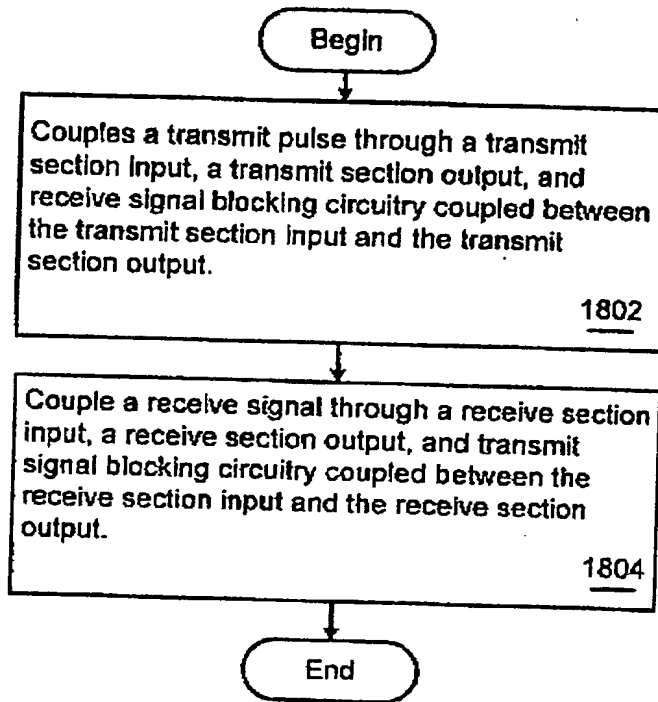 Begin
Couples a transmit pulse through a transmit
section input, a transmit section output, and
receive signal blocking circuitry coupled between
the transmit section input and the transmit
section output.
1802
Couple a receive signal through a receive section
input, a receive section output, and transmit
signal blocking circuitry coupled between the
receive section input and the receive section
output.
1804
End